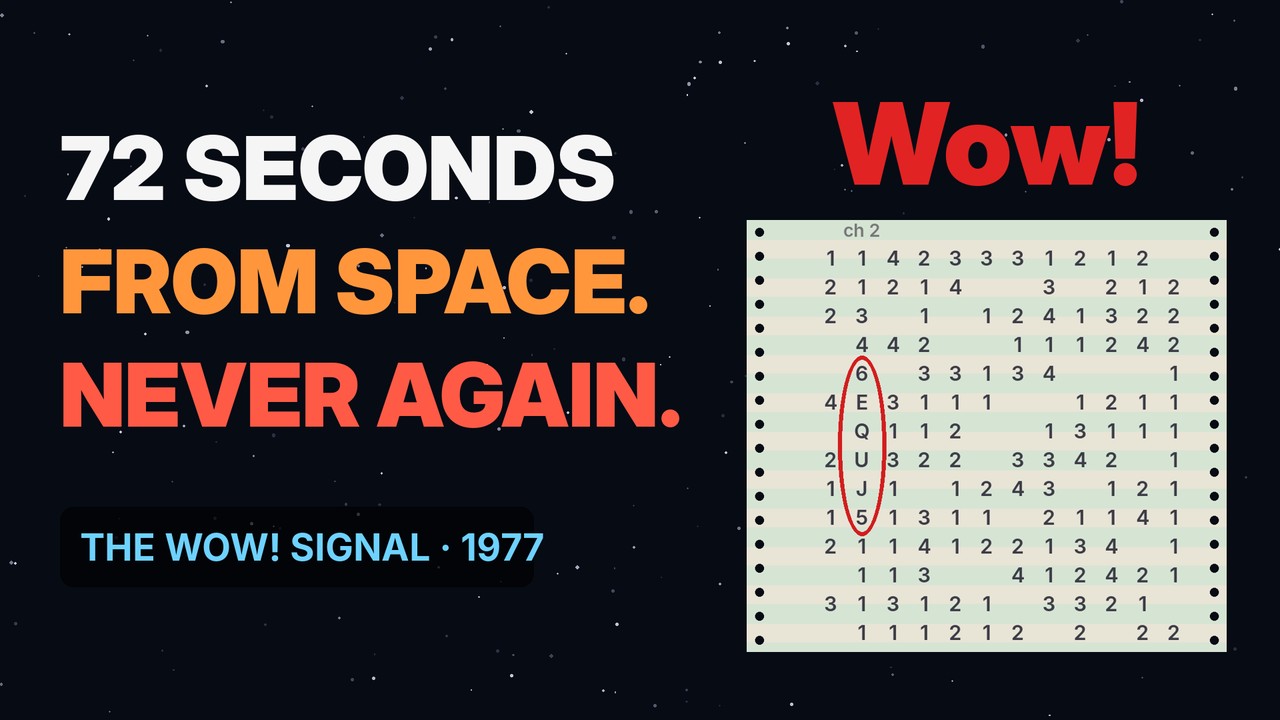 72 SECONDS
FROM SPACE.
NEVER AGAIN.
THE WOW! SIGNAL · 1977
Wow!
ch 2
1 1 4 2 3 3 3 1 2 1 2
2 1 2 1 4 3 2 1 2
2 3 1 1 2 4 1 3 2 2
4 4 2 1 1 1 2 4 2
6 3 3 1 3 4 1
4 E 3 1 1 1 1 2 1 1
Q 1 1 2 1 3 1 1 1
2 U 3 2 2 3 3 4 2 1
1 J 1 1 2 4 3 1 2 1
1 5 1 3 1 1 2 1 1 4 1
2 1 1 4 1 2 2 1 3 4 1
1 1 3 4 1 2 4 2 1
3 1 3 1 2 1 3 3 2 1
1 1 1 2 1 2 2 2 2